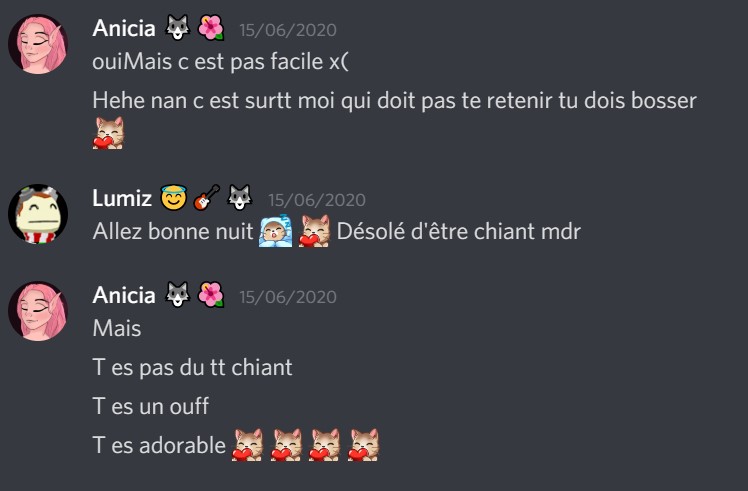 Anicia 🐺 🌺 15/06/2020
ouiMais c est pas facile x(
Hehe nan c est surtt moi qui doit pas te retenir tu dois bosser
Lumiz 😇 🎸 🐺 15/06/2020
Allez bonne nuit Désolé d'être chiant mdr
Anicia 🐺 🌺 15/06/2020
Mais
T es pas du tt chiant
T es un ouff
T es adorable